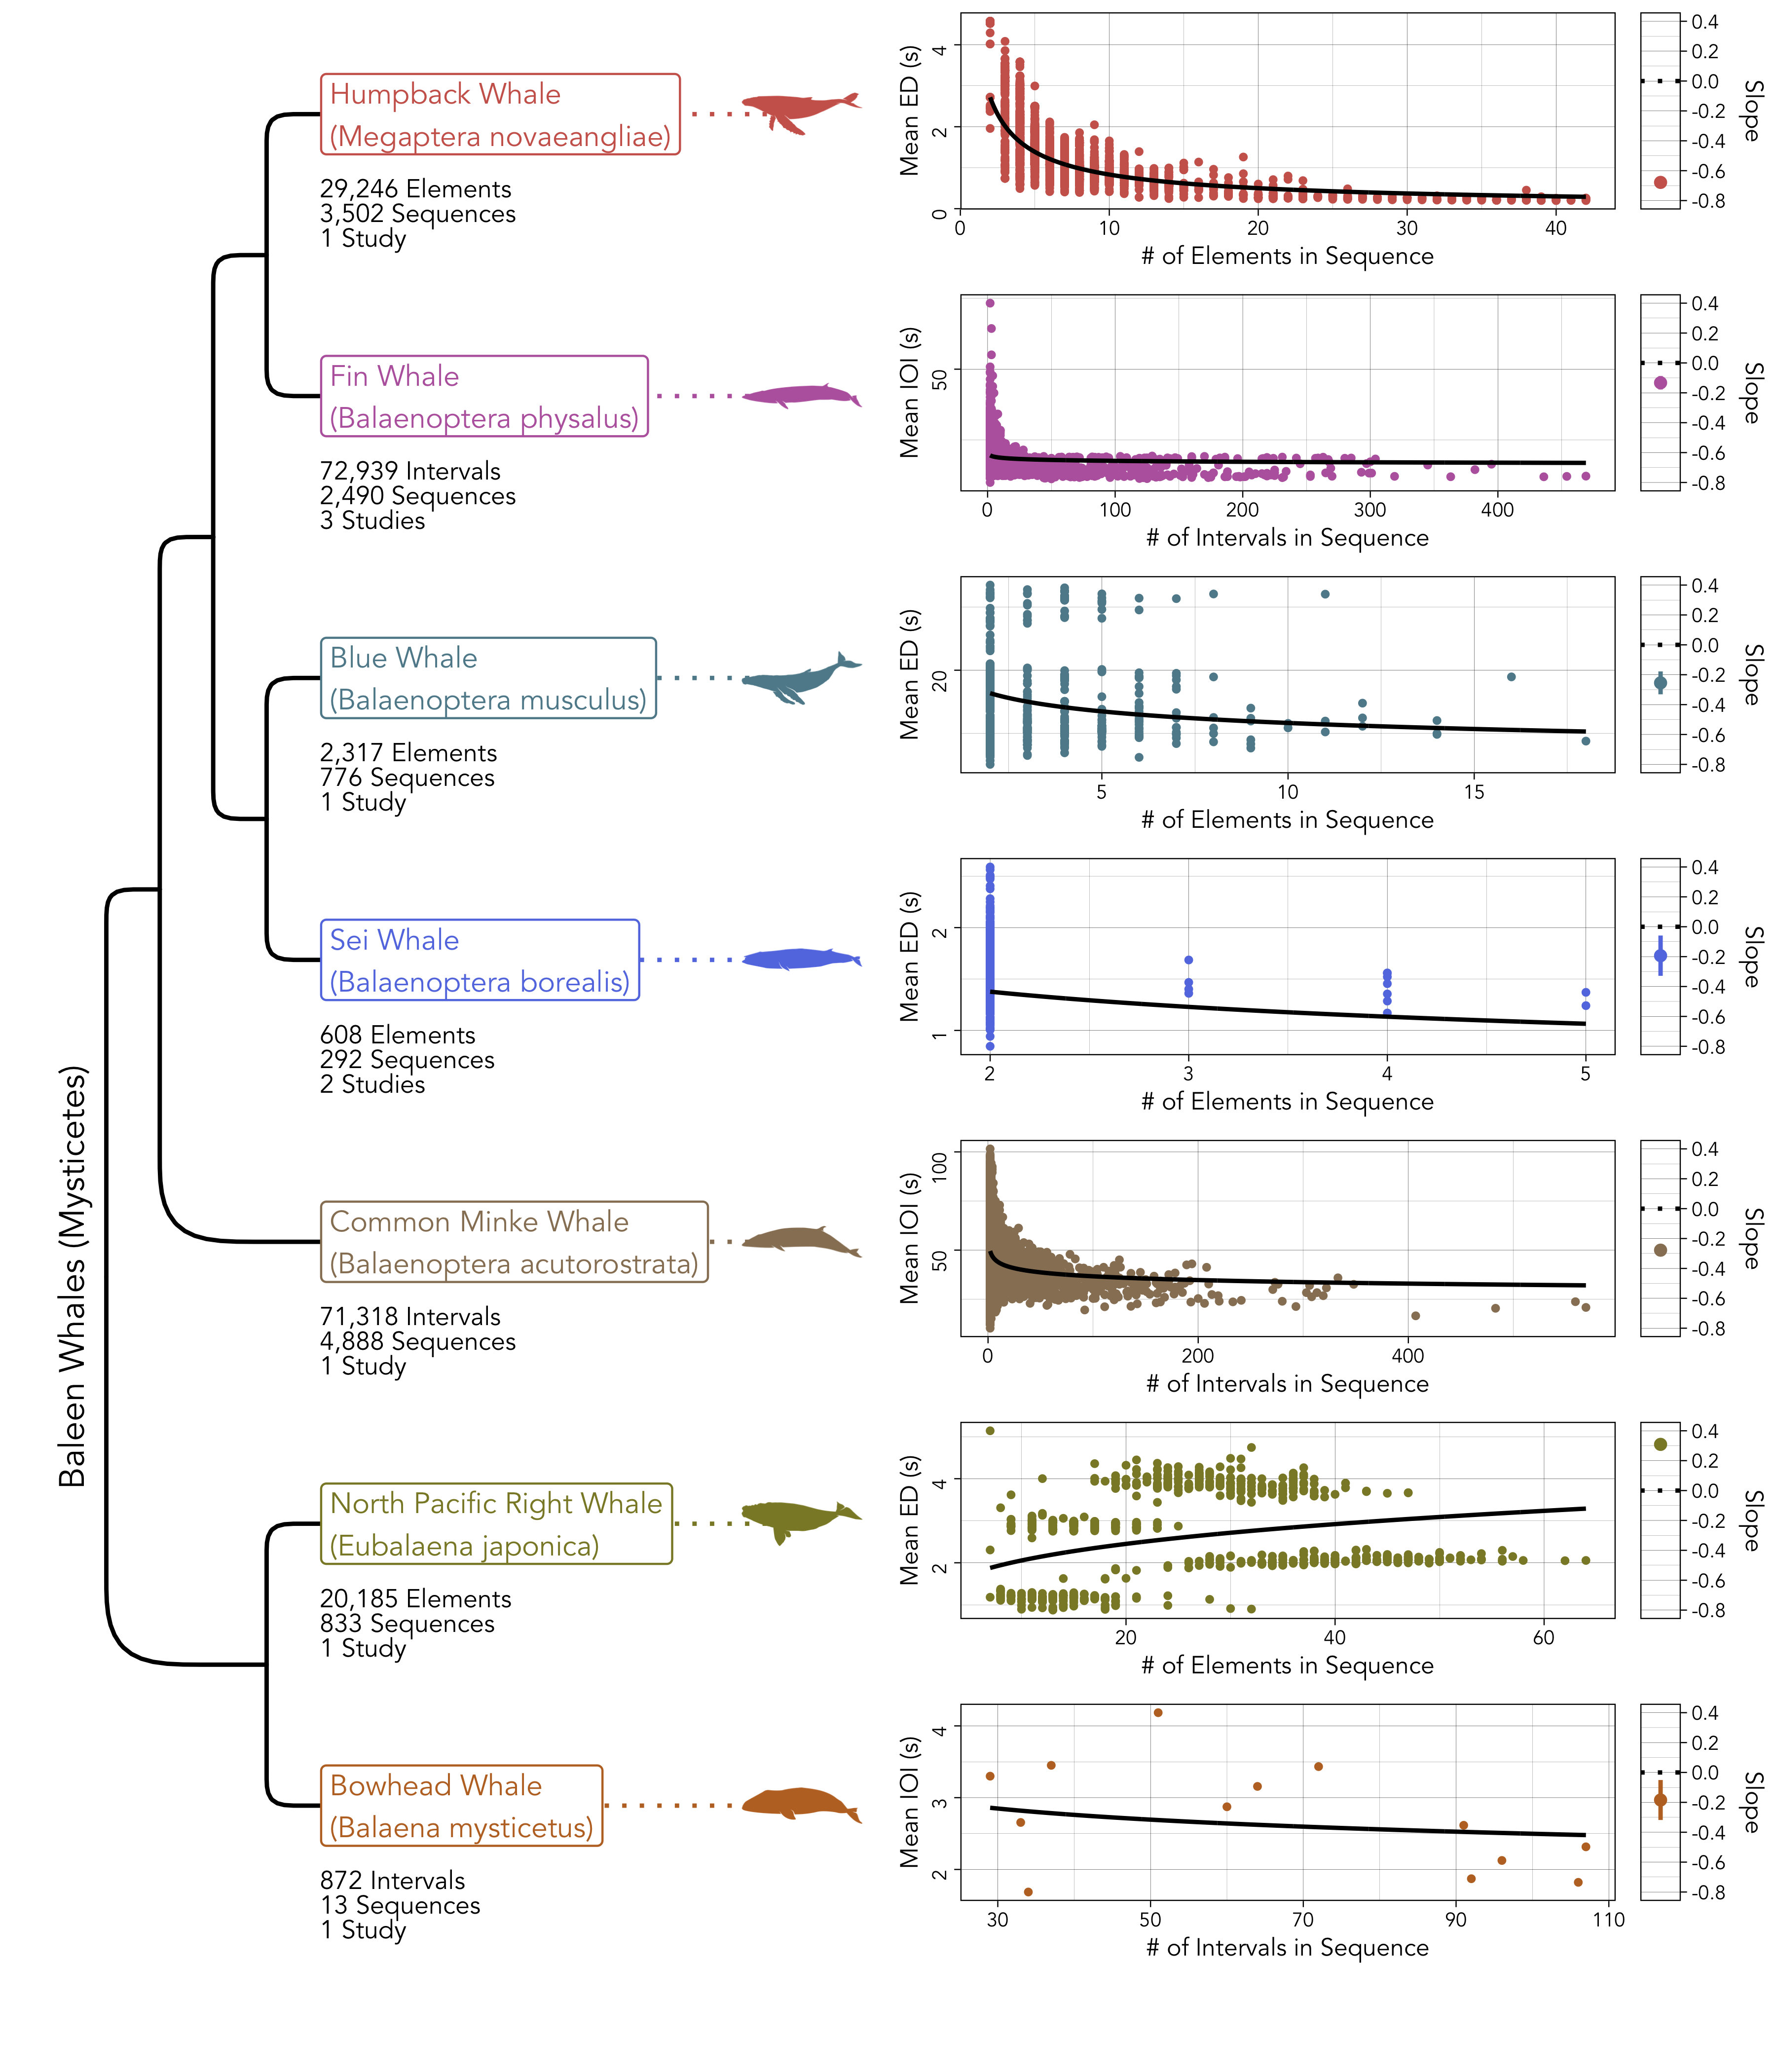 Baleen Whales (Mysticetes)
Humpback Whale
(Megaptera novaeangliae)
29,246 Elements
3,502 Sequences
1 Study
Mean ED (s)
4
2
0
0 10 20 30 40
# of Elements in Sequence
0.4
0.2
0.0
-0.2
-0.4
-0.6
-0.8
Slope
Fin Whale
(Balaenoptera physalus)
72,939 Intervals
2,490 Sequences
3 Studies
Mean IOI (s)
50
0 100 200 300 400
# of Intervals in Sequence
0.4
0.2
0.0
-0.2
-0.4
-0.6
-0.8
Slope
Blue Whale
(Balaenoptera musculus)
2,317 Elements
776 Sequences
1 Study
Mean ED (s)
20
5 10 15
# of Elements in Sequence
0.4
0.2
0.0
-0.2
-0.4
-0.6
-0.8
Slope
Sei Whale
(Balaenoptera borealis)
608 Elements
292 Sequences
2 Studies
Mean ED (s)
2
1
2 3 4 5
# of Elements in Sequence
0.4
0.2
0.0
-0.2
-0.4
-0.6
-0.8
Slope
Common Minke Whale
(Balaenoptera acutorostrata)
71,318 Intervals
4,888 Sequences
1 Study
Mean IOI (s)
100
50
0 200 400
# of Intervals in Sequence
0.4
0.2
0.0
-0.2
-0.4
-0.6
-0.8
Slope
North Pacific Right Whale
(Eubalaena japonica)
20,185 Elements
833 Sequences
1 Study
Mean ED (s)
4
2
20 40 60
# of Elements in Sequence
0.4
0.2
0.0
-0.2
-0.4
-0.6
-0.8
Slope
Bowhead Whale
(Balaena mysticetus)
872 Intervals
13 Sequences
1 Study
Mean IOI (s)
4
3
2
30 50 70 90 110
# of Intervals in Sequence
0.4
0.2
0.0
-0.2
-0.4
-0.6
-0.8
Slope